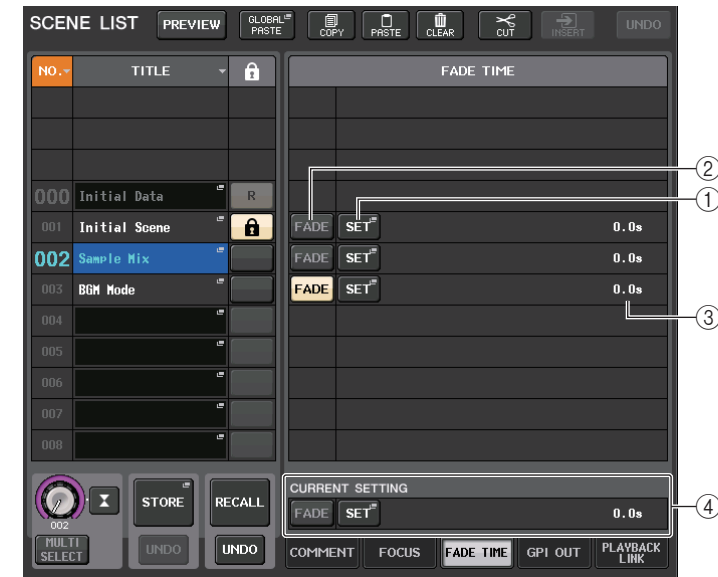 SCENE LIST PREVIEW GLOBAL PASTE COPY PASTE CLEAR CUT INSERT UNDO
NO. TITLE FADE TIME
②
000 Initial Data R
①
001 Initial Scene FADE SET 0.0s
002 Sample Mix FADE SET 0.0s
003 BGM Mode FADE SET 0.0s
③
004
005
006
007
008
CURRENT SETTING
STORE RECALL FADE SET 0.0s
④
002
MULTI SELECT UNDO UNDO COMMENT FOCUS FADE TIME GPI OUT PLAYBACK LINK